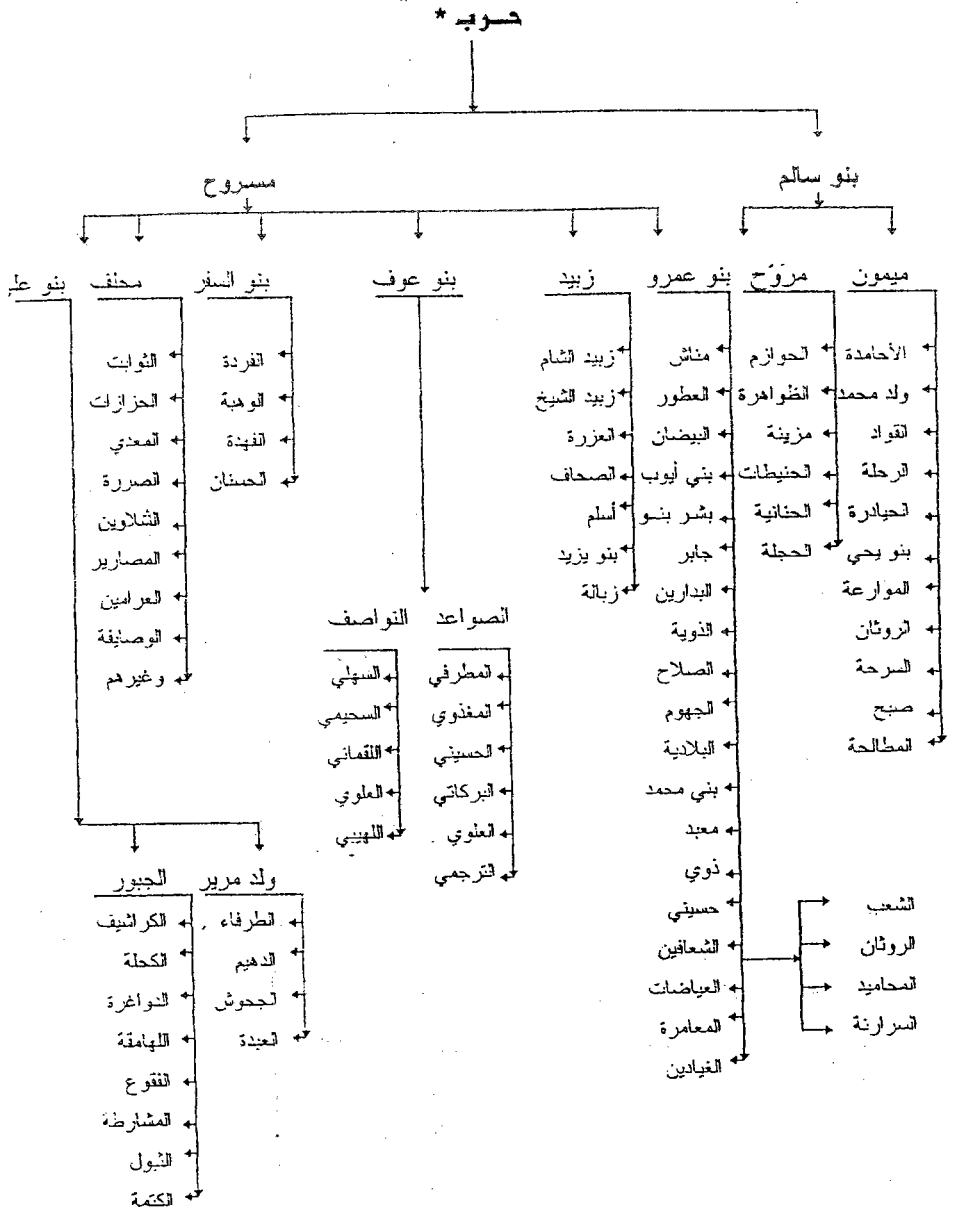 حرب *
بنو سالم
مسروح
ميمون
الأحامدة
ولد محمد
القواد
الرحلة
الحيادرة
بنو يحي
الموارعة
الروثان
السرحة
صبح
المطالحة
مروّح
الحوازم
الظواهرة
مزينة
الحنيطات
الحنانية
الحجلة
بنو عمرو
مناش
العطور
البيضان
بني أيوب
بشر بنو
جابر
البدارين
الذوية
الصلاح
الجهوم
البلادية
بني محمد
معبد
ذوي
حسيني
الشعافين
العياضات
المعامرة
الغيادين
الشعب
الروثان
المحاميد
السرارنة
زبيد
زبيد الشام
زبيد الشيخ
العزرة
الصحاف
أسلم
بنو يزيد
زبالة
بنو عوف
الصواعد
المطرفي
المغذوي
الحسيني
البركاتي
العلوي
الترجمي
التواصف
السهلي
السحيمي
اللقماني
العلوي
اللهيبي
بنو السفر
الفردة
الوهبة
الفهدة
الحسنان
مخلف
الثوابت
الحزازات
المعدي
الصررة
الشلاوين
المصارير
العرامين
الوصايفة
وغيرهم
بنو علي
ولد مرير
الطرفاء
الدهيم
الجحوش
العبدة
الجبور
الكراشيف
الكحلة
النواغرة
اللهامقة
الفقوع
المشارطة
الثبول
الكتمة